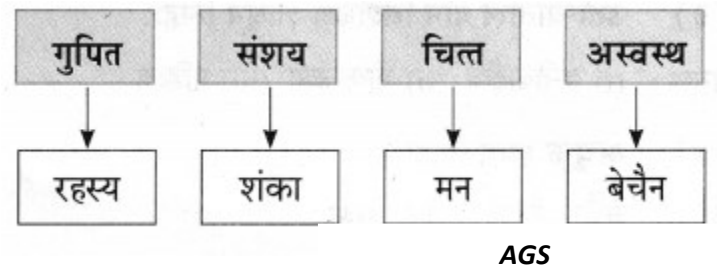 गुपित संशय चित्त अस्वस्थ
रहस्य शंका मन बेचैन
AGS